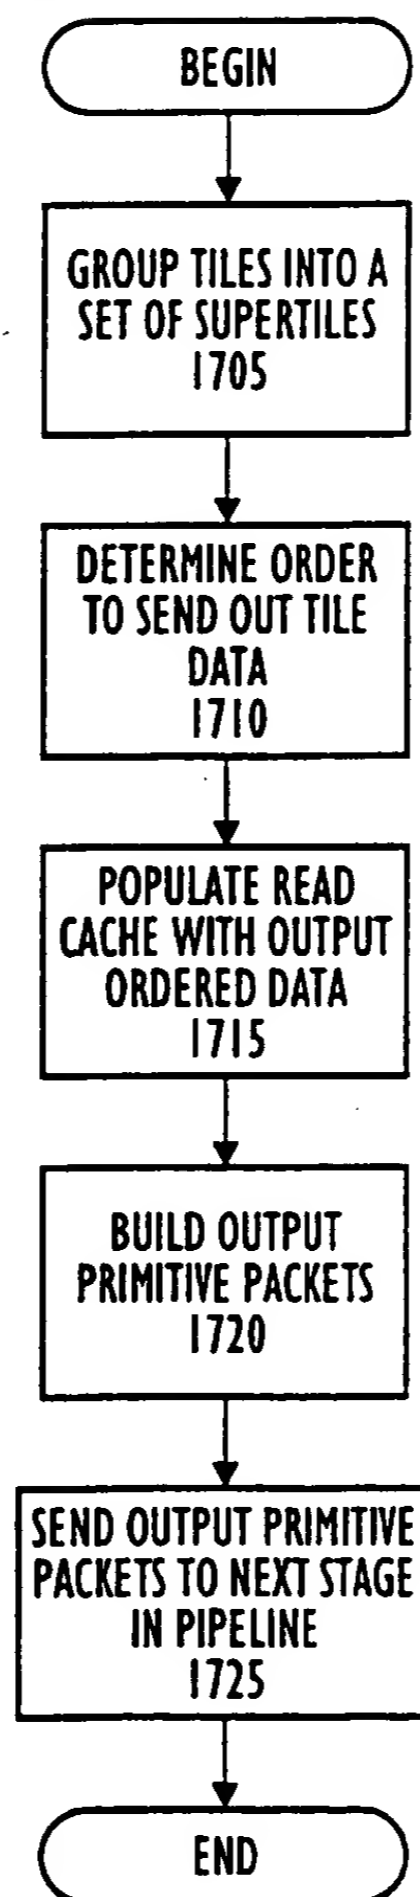 BEGIN
GROUP TILES INTO A
SET OF SUPERTILES
1705
DETERMINE ORDER
TO SEND OUT TILE
DATA
1710
POPULATE READ
CACHE WITH OUTPUT
ORDERED DATA
1715
BUILD OUTPUT
PRIMITIVE PACKETS
1720
SEND OUTPUT PRIMITIVE
PACKETS TO NEXT STAGE
IN PIPELINE
1725
END